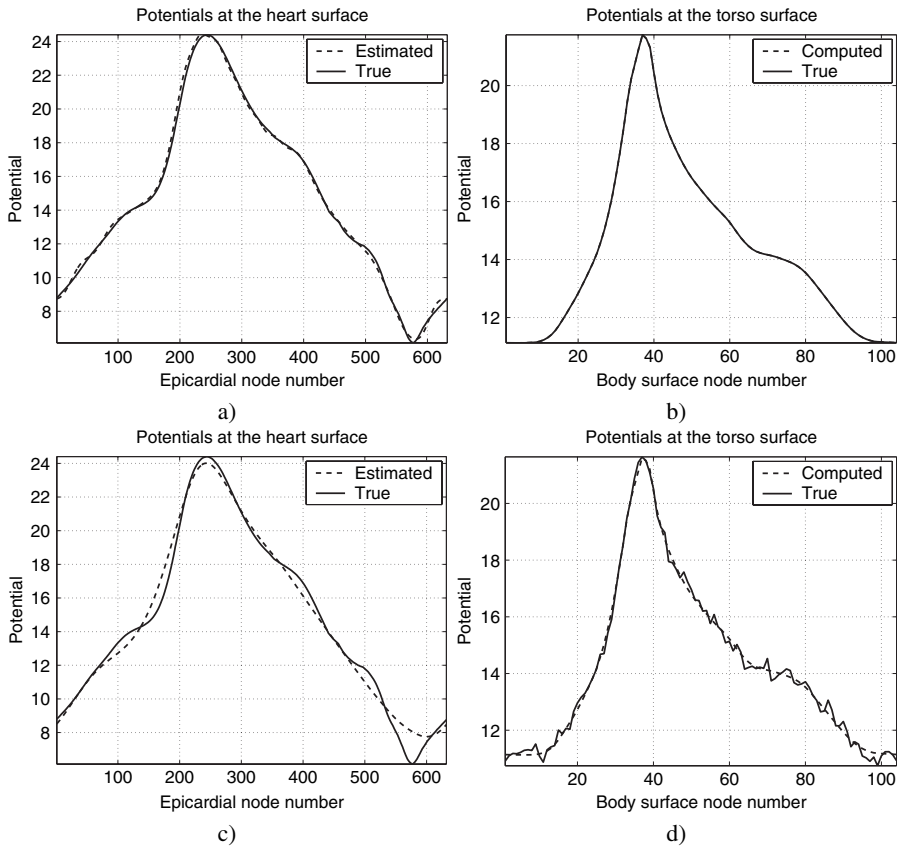 Potentials at the heart surface
24
22
20
18
16
14
12
10
8
Potential
Estimated
True
100 200 300 400 500 600
Epicardial node number
a)
Potentials at the torso surface
20
18
16
14
12
Potential
Computed
True
20 40 60 80 100
Body surface node number
b)
Potentials at the heart surface
24
22
20
18
16
14
12
10
8
Potential
Estimated
True
100 200 300 400 500 600
Epicardial node number
c)
Potentials at the torso surface
20
18
16
14
12
Potential
Computed
True
20 40 60 80 100
Body surface node number
d)